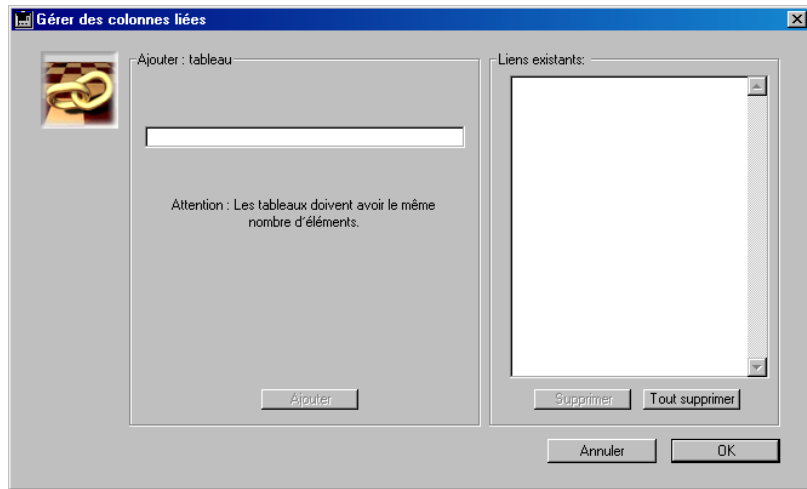 Gérer des colonnes liées
Ajouter : tableau
Liens existants:
Attention : Les tableaux doivent avoir le même
nombre d'éléments.
Ajouter
Supprimer
Tout supprimer
Annuler
OK